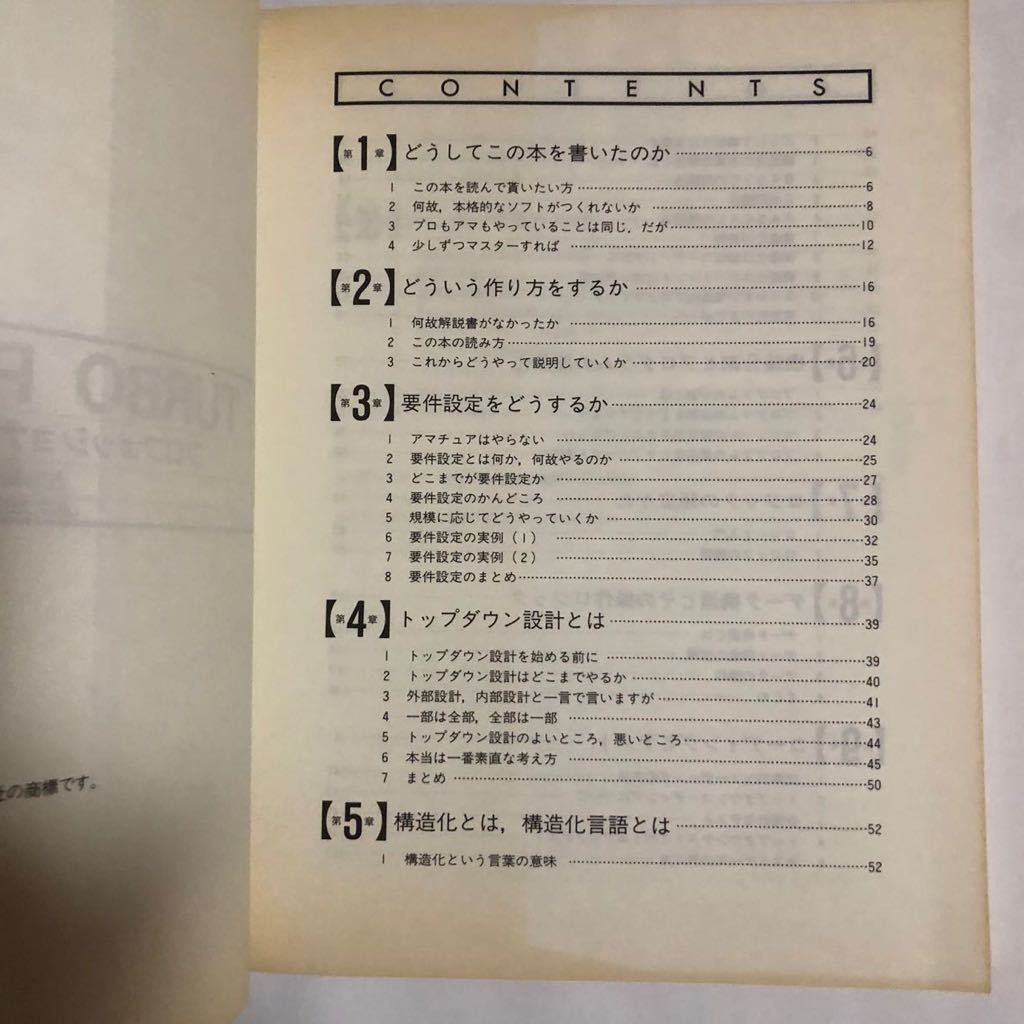 TURBO
社の商標です。
CONTENTS
【第1章】どうしてこの本を書いたのか 6
1 この本を読んで貰いたい方 6
2 何故，本格的なソフトがつくれないか 8
3 プロもアマもやっていることは同じ，だが 10
4 少しずつマスターすれば 12
【第2章】どういう作り方をするか 16
1 何故解説書がなかったか 16
2 この本の読み方 19
3 これからどうやって説明していくか 20
【第3章】要件設定をどうするか 24
1 アマチュアはやらない 24
2 要件設定とは何か，何故やるのか 25
3 どこまでが要件設定か 27
4 要件設定のかんどころ 28
5 規模に応じてどうやっていくか 30
6 要件設定の実例（1） 32
7 要件設定の実例（2） 35
8 要件設定のまとめ 37
【第4章】トップダウン設計とは 39
1 トップダウン設計を始める前に 39
2 トップダウン設計はどこまでやるか 40
3 外部設計，内部設計と一言で言いますが 41
4 一部は全部，全部は一部 43
5 トップダウン設計のよいところ，悪いところ 44
6 本当は一番素直な考え方 45
7 まとめ 50
【第5章】構造化とは，構造化言語とは 52
1 構造化という言葉の意味 52